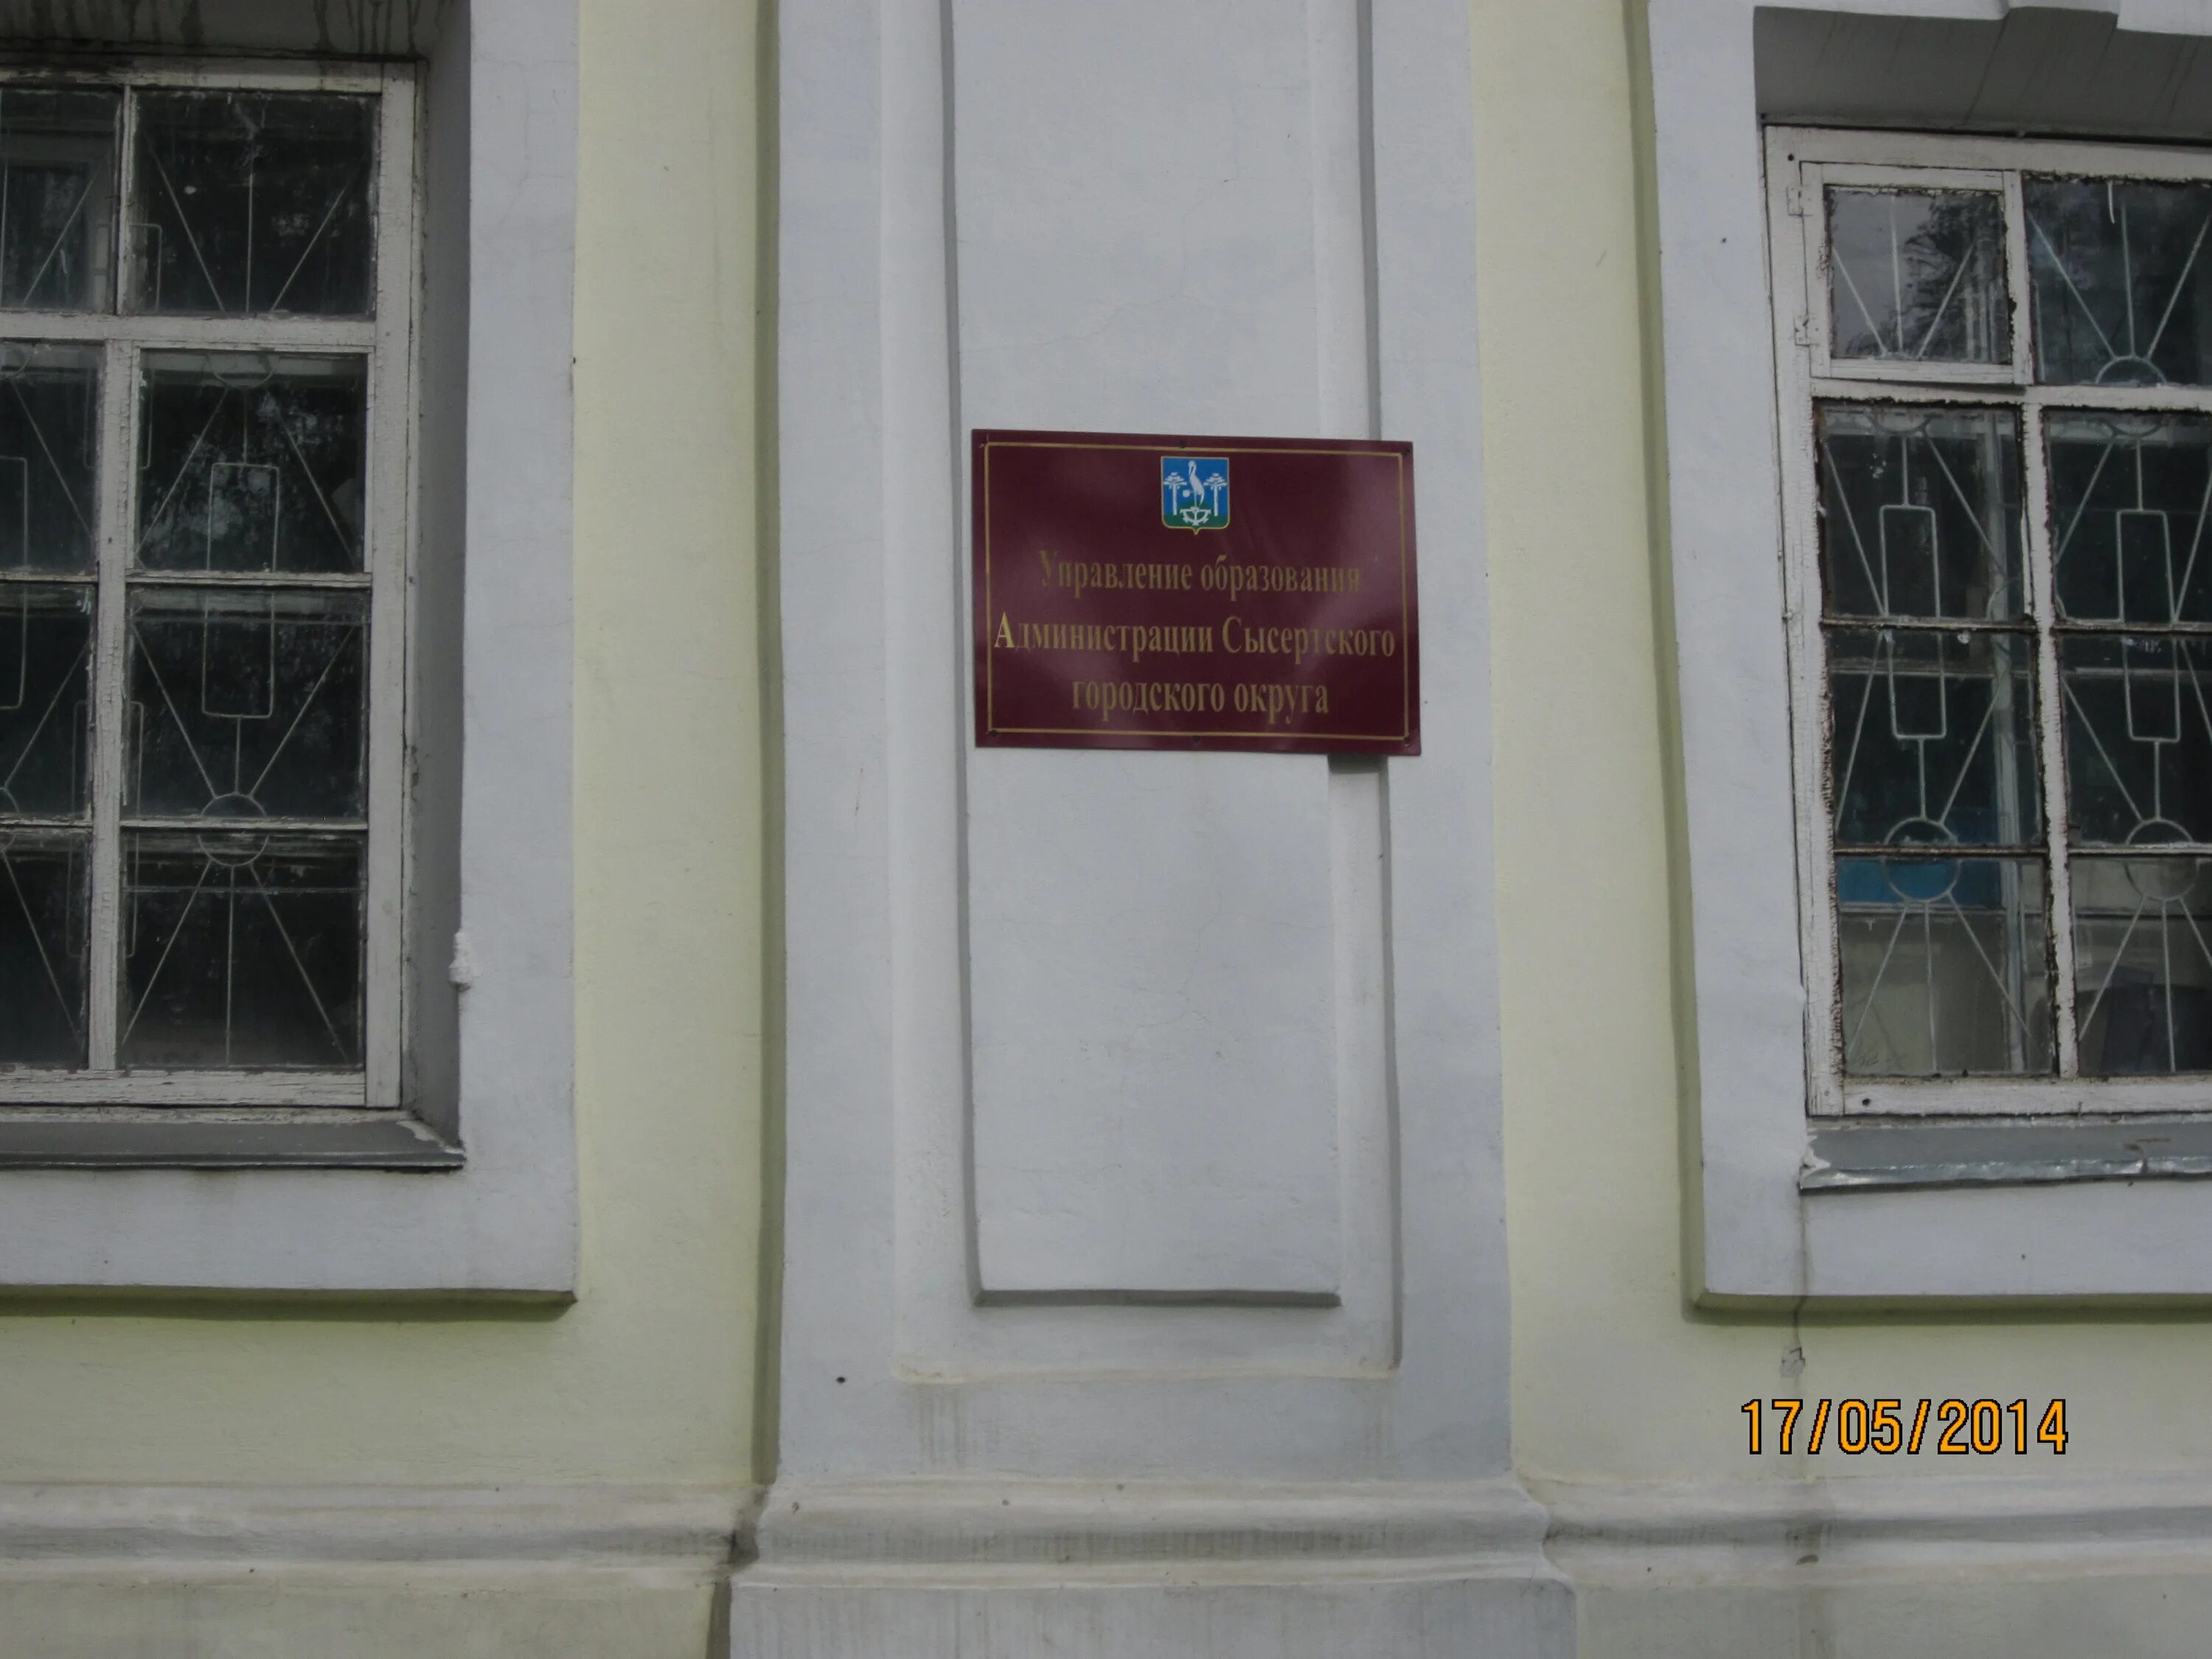 Управление образования
Администрации Сысертского
городского округа
17/05/2014